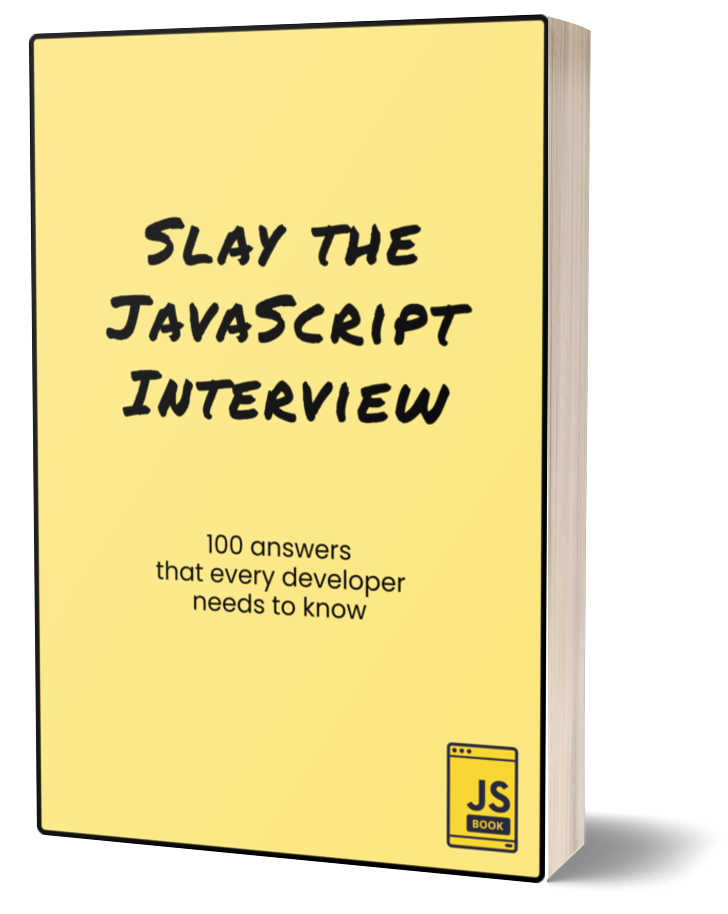 Slay the
JavaScript
Interview
100 answers
that every developer
needs to know
JS
BOOK